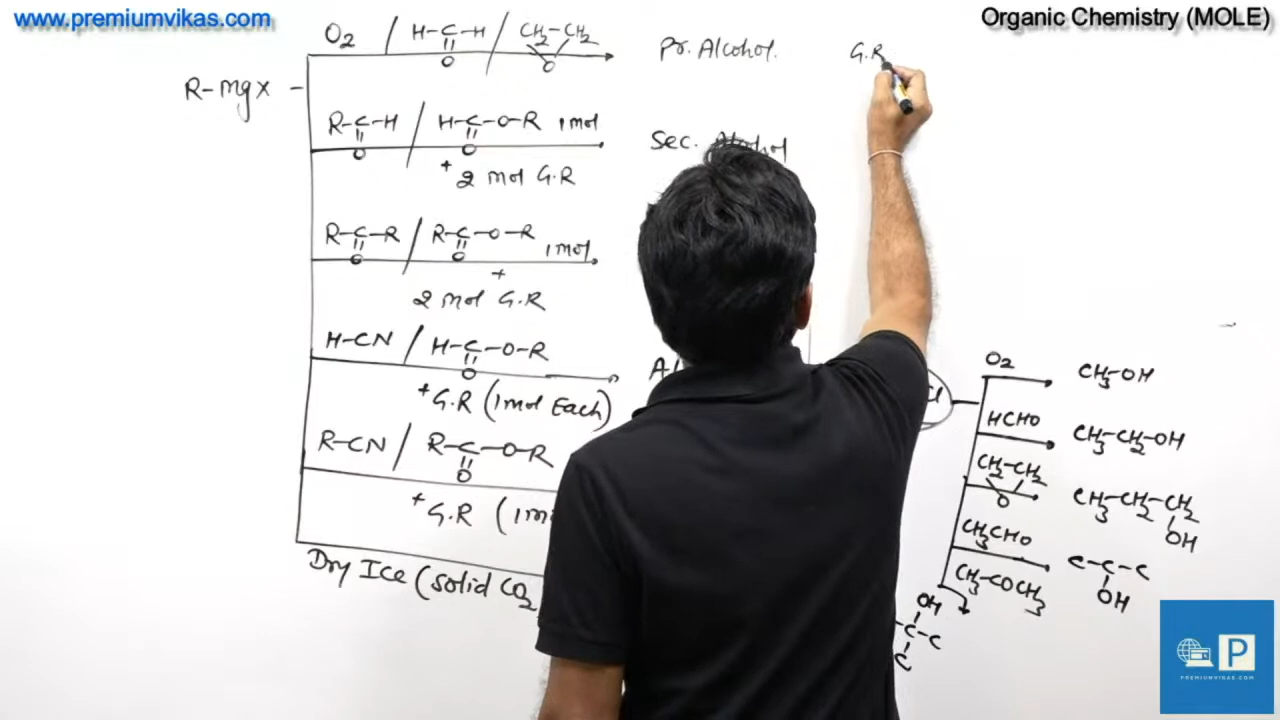 www.premiumvikas.com
Organic Chemistry (MOLE)
O2 / H-C-H / CH2-CH2
O O
Pr. Alcohol.
G.R
R-mgx
R-C-H / H-C-O-R 1mol
O O
+ 2 mol G.R
Sec. Alcohol
R-C-R / R-C-O-R 1mol
O O
+
2 mol G.R
H-CN / H-C-O-R
O
+ G.R (1mol Each)
R-CN / R-C-O-R
O
+ G.R
Dry Ice (solid CO2
O2 CH3-OH
HCHO CH3-CH2-OH
CH2-CH2
O
CH3-CH2-CH2
OH
CH3CHO C-C-C
OH
CH3-COCH3
OH
C-C
C
P
PREMIUMVIKAS.COM